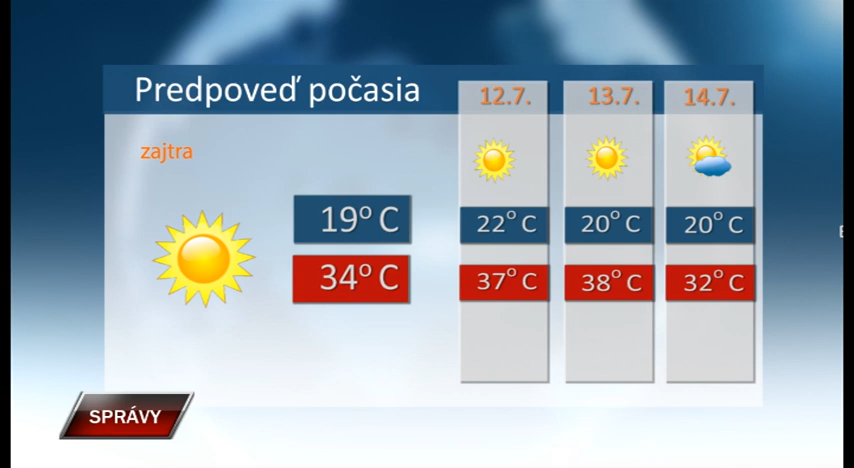 Predpoveď počasia
zajtra
19° C
34° C
12.7.
22° C
37° C
13.7.
20° C
38° C
14.7.
20° C
32° C
SPRÁVY